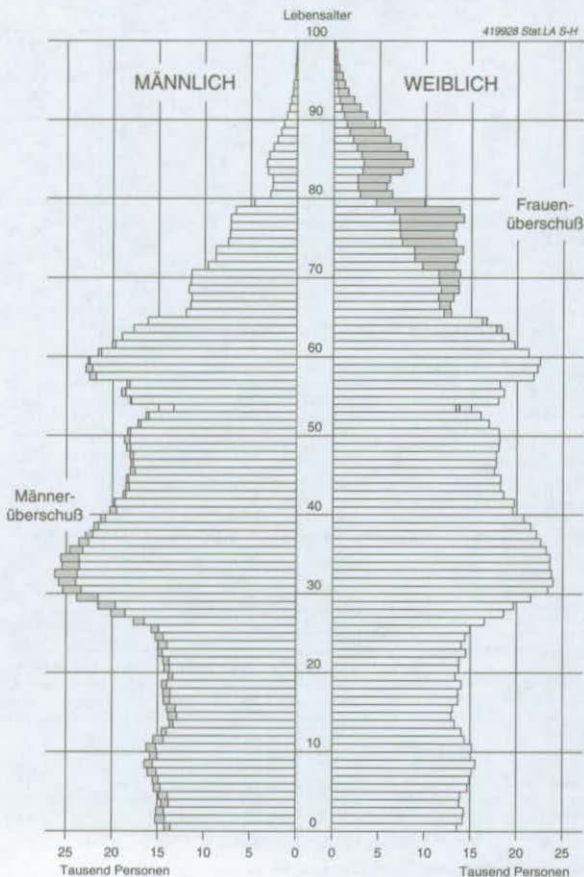 Lebensalter
100
419928 Stat.LA S-H
MÄNNLICH
WEIBLICH
90
80
Frauen-
überschuß
70
60
50
Männer-
überschuß
40
30
20
10
0
25 20 15 10 5 0
0 5 10 15 20 25
Tausend Personen
Tausend Personen